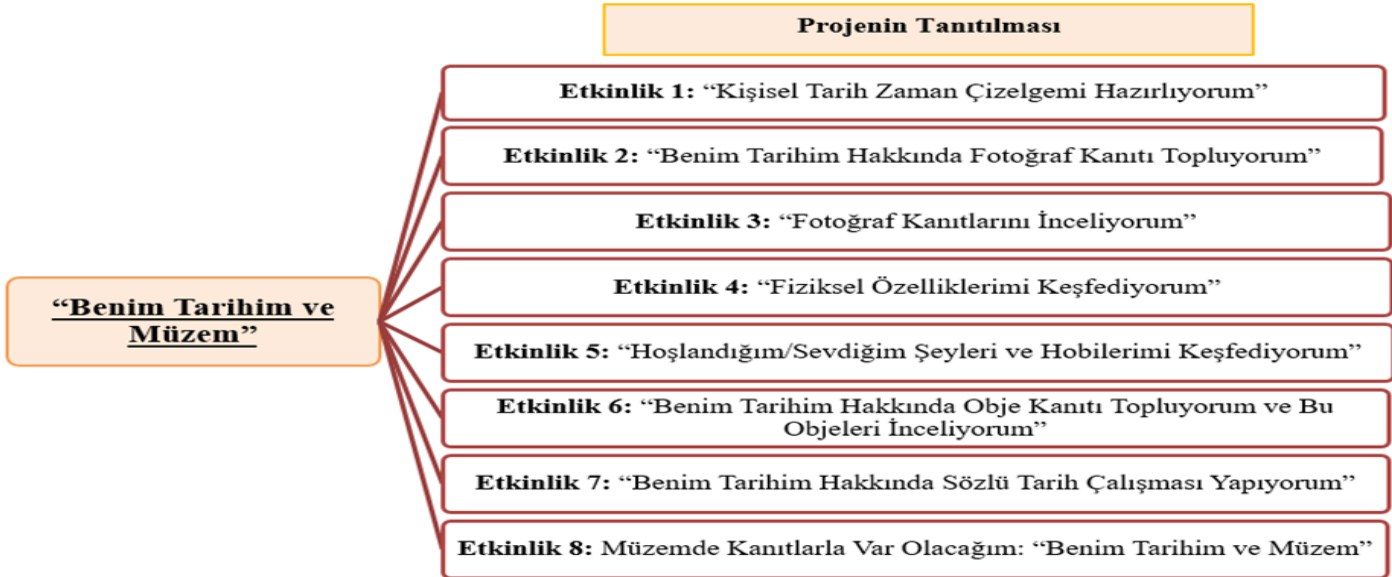 Projenin Tanıtılması
Etkinlik 1: “Kişisel Tarih Zaman Çizelgemi Hazırlıyorum”
Etkinlik 2: “Benim Tarihim Hakkında Fotoğraf Kanıtı Topluyorum”
Etkinlik 3: “Fotoğraf Kanıtlarını İnceliyorum”
Etkinlik 4: “Fiziksel Özelliklerimi Keşfediyorum”
“Benim Tarihim ve
Müzem”
Etkinlik 5: “Hoşlandığım/Sevdiğim Şeyleri ve Hobilerimi Keşfediyorum”
Etkinlik 6: “Benim Tarihim Hakkında Obje Kanıtı Topluyorum ve Bu
Objeleri İnceliyorum”
Etkinlik 7: “Benim Tarihim Hakkında Sözlü Tarih Çalışması Yapıyorum”
Etkinlik 8: Müzemde Kanıtlarla Var Olacağım: “Benim Tarihim ve Müzem”